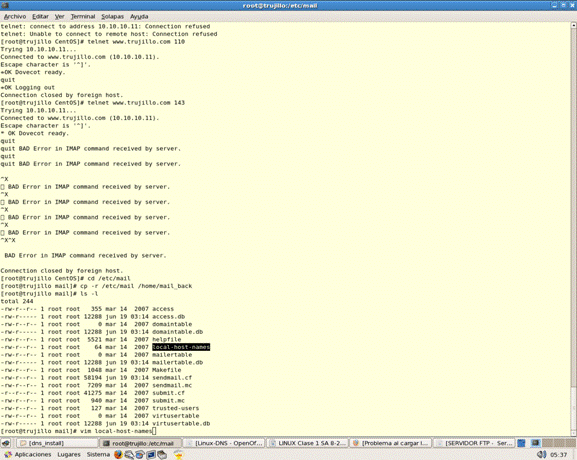 root@trujillo:/etc/mail
Archivo Editar Ver Terminal Solapas Ayuda
telnet: connect to address 10.10.10.11: Connection refused
telnet: Unable to connect to remote host: Connection refused
[root@trujillo CentOS]# telnet www.trujillo.com 110
Trying 10.10.10.11...
Connected to www.trujillo.com (10.10.10.11).
Escape character is '^]'.
+OK Dovecot ready.
quit
+OK Logging out
Connection closed by foreign host.
[root@trujillo CentOS]# telnet www.trujillo.com 143
Trying 10.10.10.11...
Connected to www.trujillo.com (10.10.10.11).
Escape character is '^]'.
* OK Dovecot ready.
quit
quit BAD Error in IMAP command received by server.
quit
quit BAD Error in IMAP command received by server.
^X
BAD Error in IMAP command received by server.
^X
BAD Error in IMAP command received by server.
^X
BAD Error in IMAP command received by server.
^X
BAD Error in IMAP command received by server.
^X^X
BAD Error in IMAP command received by server.
Connection closed by foreign host.
[root@trujillo CentOS]# cd /etc/mail
[root@trujillo mail]# cp -r /etc/mail /home/mail_back
[root@trujillo mail]# ls -l
total 244
-rw-r--r-- 1 root root 355 mar 14 2007 access
-rw-r----- 1 root root 12288 jun 19 03:14 access.db
-rw-r--r-- 1 root root 0 mar 14 2007 domaintable
-rw-r----- 1 root root 12288 jun 19 03:14 domaintable.db
-rw-r--r-- 1 root root 5521 mar 14 2007 helpfile
-rw-r--r-- 1 root root 64 mar 14 2007 local-host-names
-rw-r--r-- 1 root root 0 mar 14 2007 mailertable
-rw-r----- 1 root root 12288 jun 19 03:14 mailertable.db
-rw-r--r-- 1 root root 1048 mar 14 2007 Makefile
-rw-r--r-- 1 root root 58194 jun 19 03:14 sendmail.cf
-rw-r--r-- 1 root root 7209 mar 14 2007 sendmail.mc
-r--r--r-- 1 root root 41275 mar 14 2007 submit.cf
-rw-r--r-- 1 root root 940 mar 14 2007 submit.mc
-rw-r--r-- 1 root root 127 mar 14 2007 trusted-users
-rw-r--r-- 1 root root 0 mar 14 2007 virtusertable
-rw-r----- 1 root root 12288 jun 19 03:14 virtusertable.db
[root@trujillo mail]# vim local-host-names
[dns_install] root@trujillo:/etc/mail [Linux-DNS - OpenOf... LINUX Clase 1 SA 8-2... [Problema al cargar l... [SERVIDOR FTP - Ser...
Aplicaciones Lugares Sistema 05:37